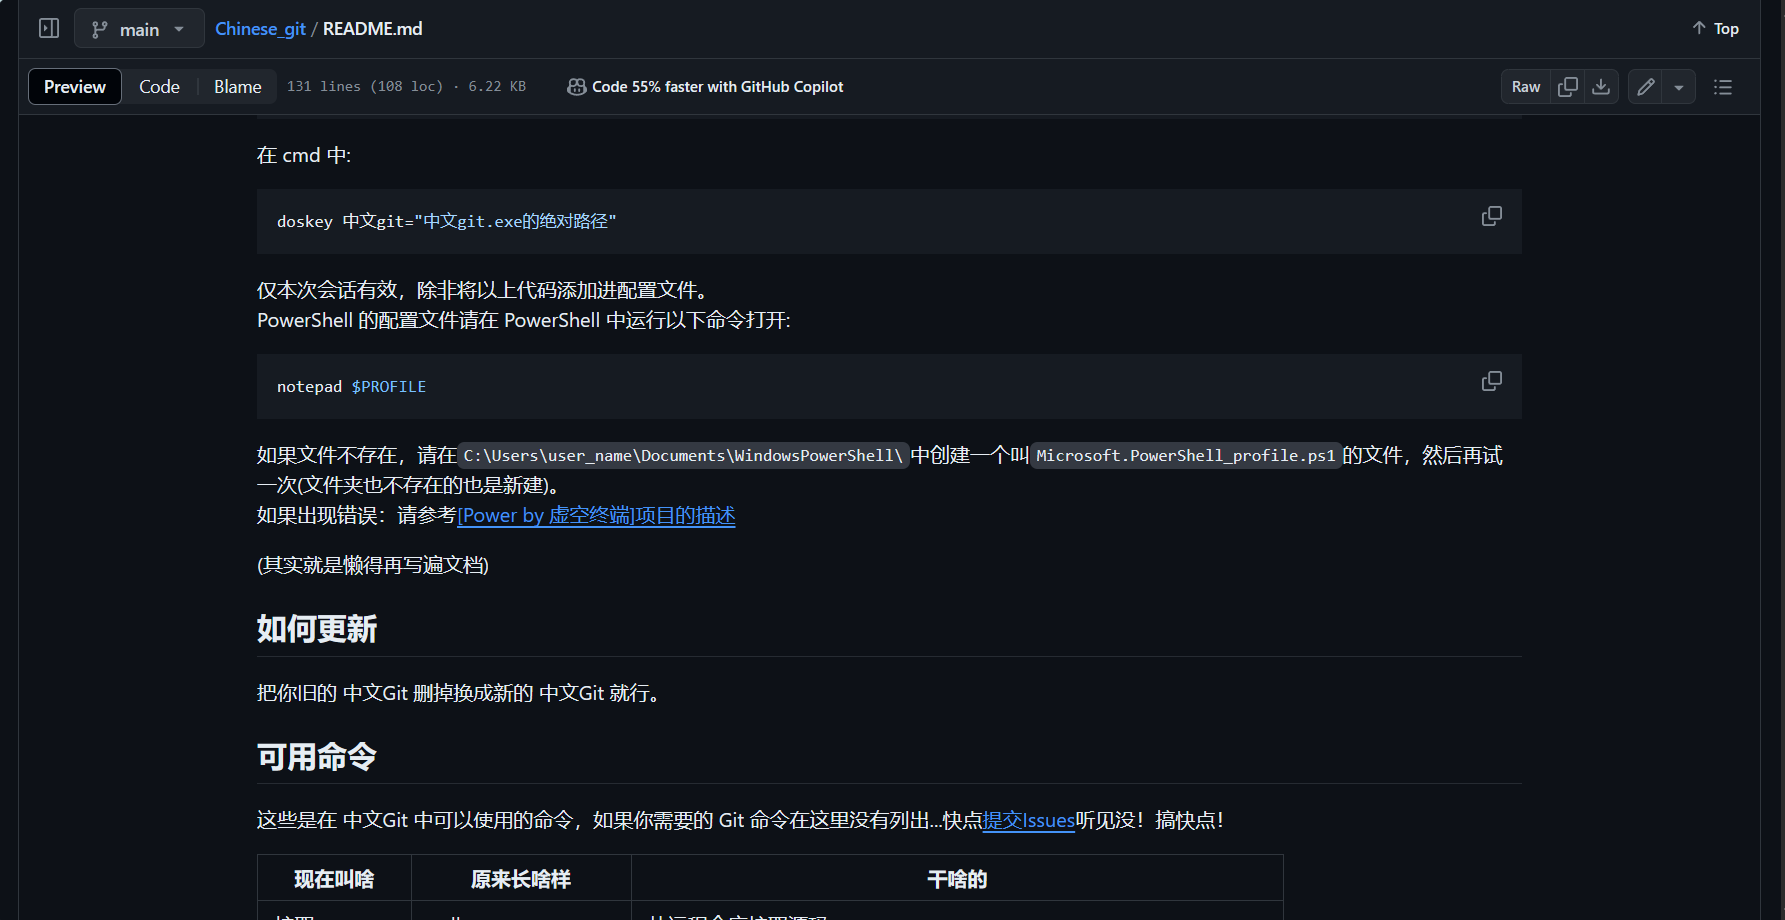 main
Chinese_git / README.md
Top
Preview
Code
Blame
131 lines (108 loc) · 6.22 KB
Code 55% faster with GitHub Copilot
Raw
在 cmd 中:
doskey 中文git="中文git.exe的绝对路径"
仅本次会话有效，除非将以上代码添加进配置文件。
PowerShell 的配置文件请在 PowerShell 中运行以下命令打开:
notepad $PROFILE
如果文件不存在，请在C:\Users\user_name\Documents\WindowsPowerShell\中创建一个叫Microsoft.PowerShell_profile.ps1的文件，然后再试
一次(文件夹也不存在的也是新建)。
如果出现错误：请参考[Power by 虚空终端]项目的描述
(其实就是懒得再写遍文档)
如何更新
把你旧的 中文Git 删掉换成新的 中文Git 就行。
可用命令
这些是在 中文Git 中可以使用的命令，如果你需要的 Git 命令在这里没有列出...快点提交Issues听见没！搞快点！
现在叫啥 原来长啥样 干啥的